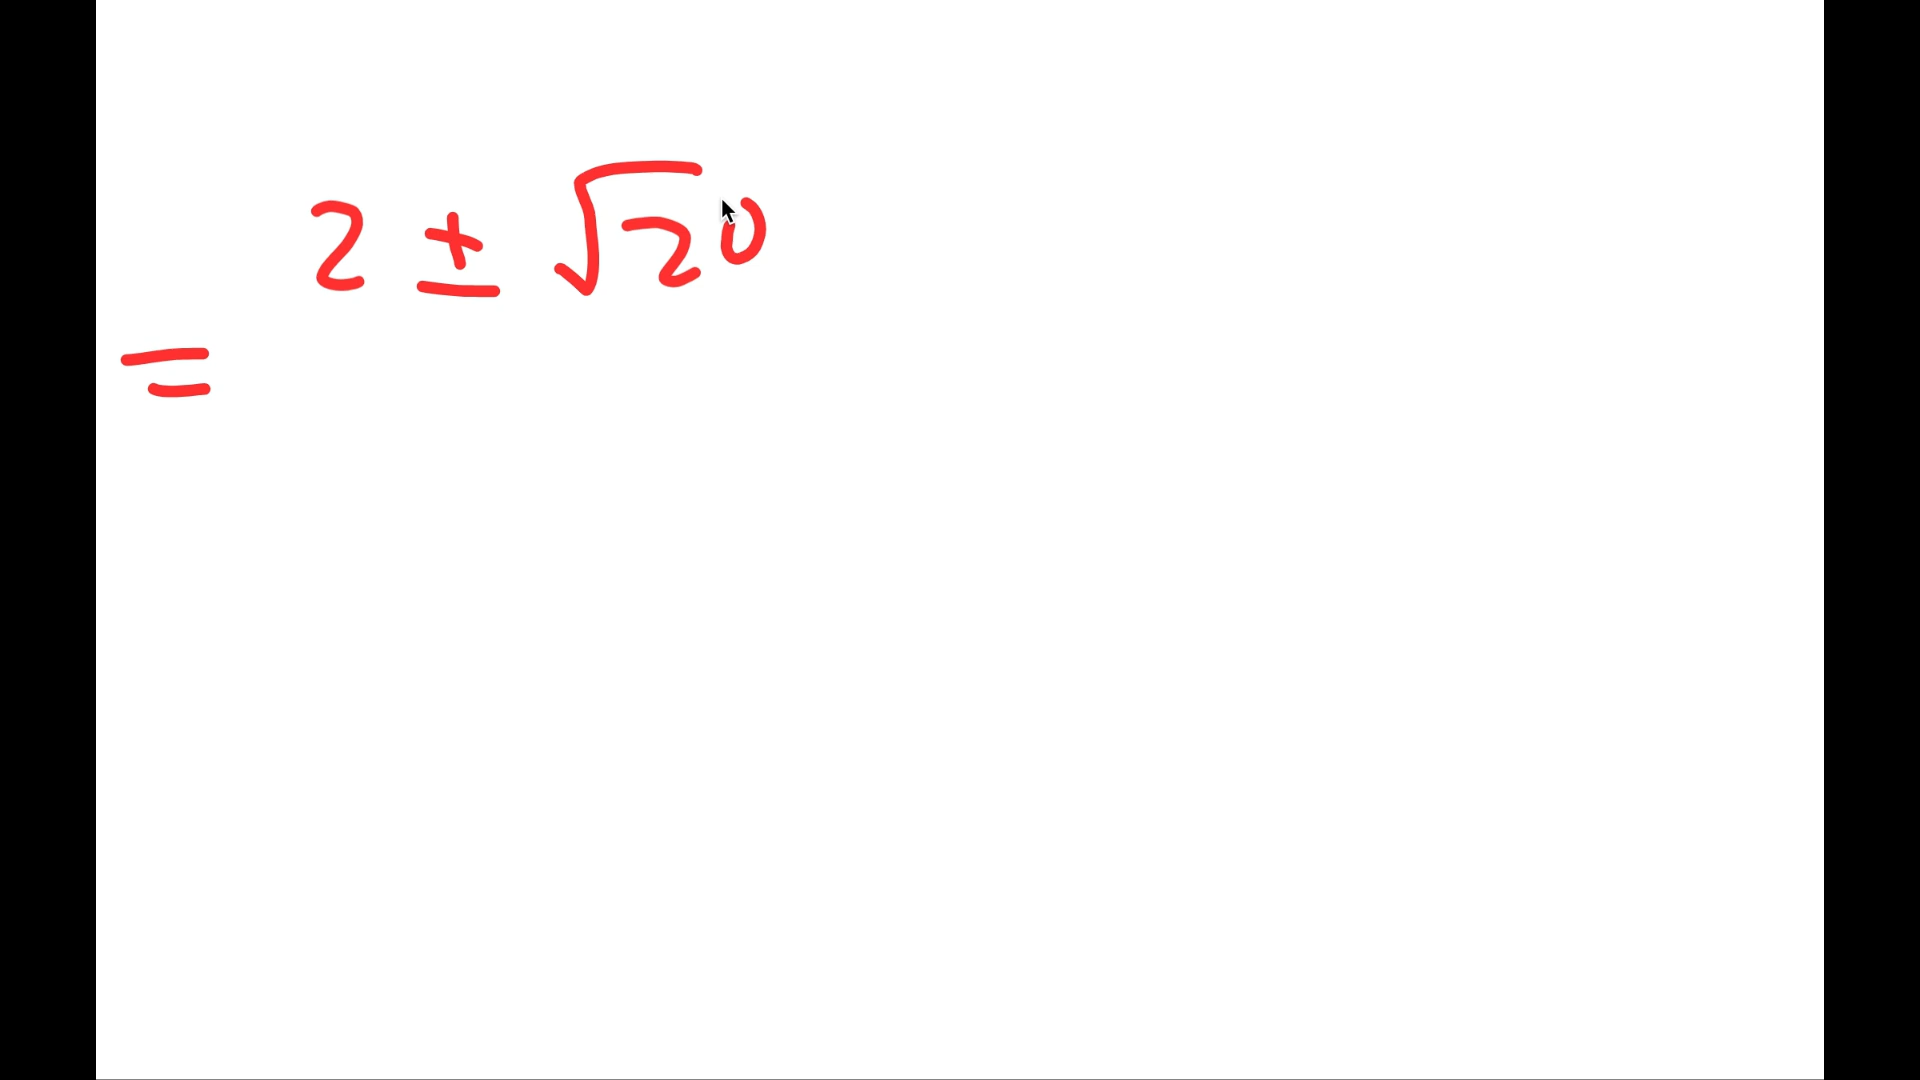 2 ± √20
=